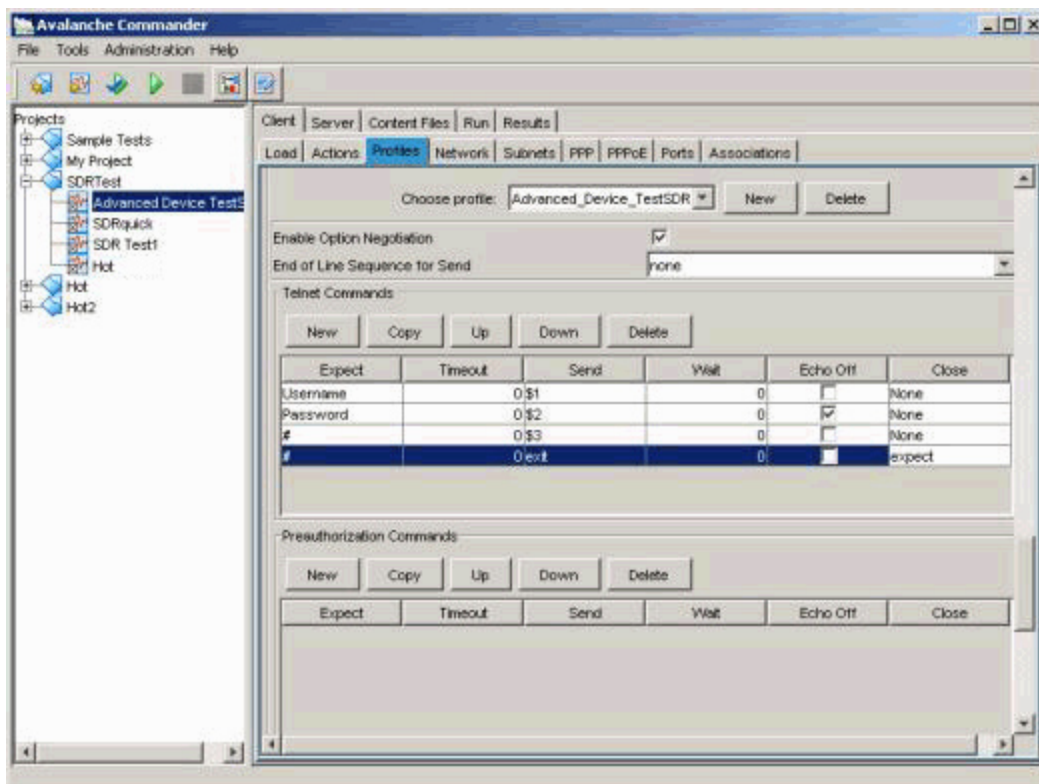 Avalanche Commander
File Tools Administration Help
Projects
Sample Tests
My Project
SDRTest
Advanced Device TestS
SDRquick
SDR Test1
Hot
Hot
Hot2
Client Server Content Files Run Results
Load Actions Profiles Network Subnets PPP PPPoE Ports Associations
Choose profile: Advanced_Device_TestSDR New Delete
Enable Option Negotiation
End of Line Sequence for Send none
Telnet Commands
New Copy Up Down Delete
Expect Timeout Send Wait Echo Off Close
Username 0 $1 0 None
Password 0 $2 0 None
# 0 $3 0 None
# 0 exit 0 expect
Preauthorization Commands
New Copy Up Down Delete
Expect Timeout Send Wait Echo Off Close